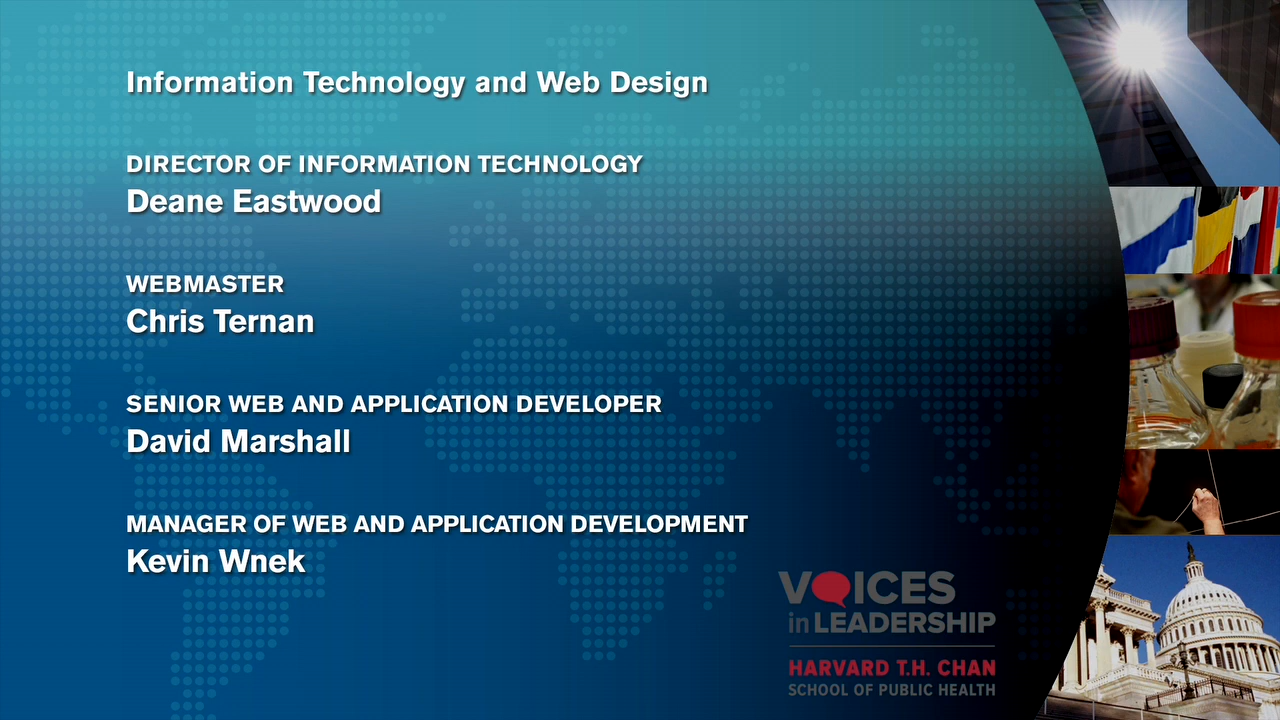 Information Technology and Web Design
DIRECTOR OF INFORMATION TECHNOLOGY
Deane Eastwood
WEBMASTER
Chris Ternan
SENIOR WEB AND APPLICATION DEVELOPER
David Marshall
MANAGER OF WEB AND APPLICATION DEVELOPMENT
Kevin Wnek
VOICES
in LEADERSHIP
HARVARD T.H. CHAN
SCHOOL OF PUBLIC HEALTH